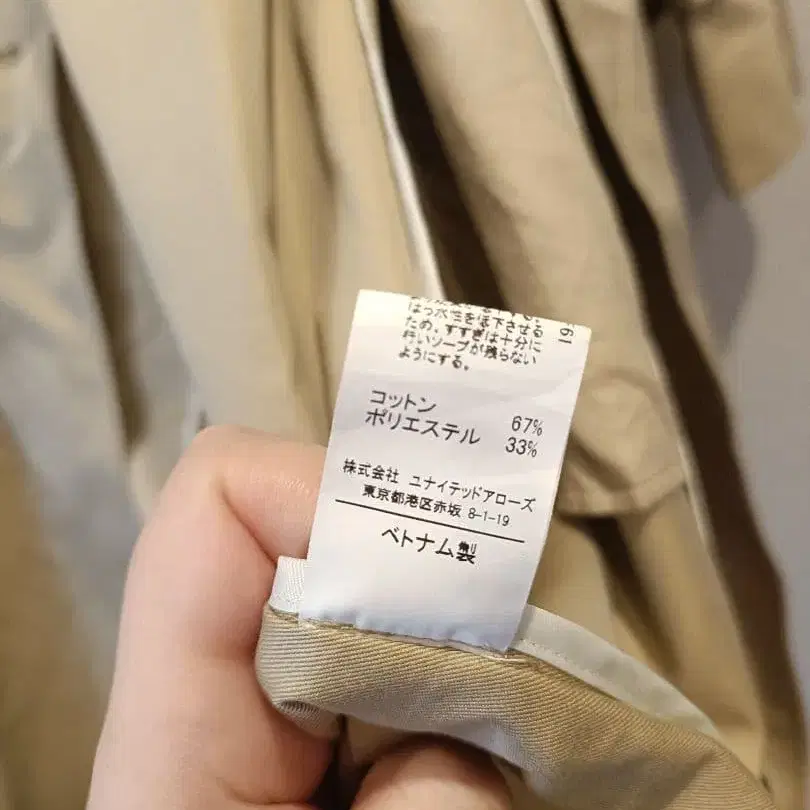 はっ水性を低下させる
ため、すすぎは十分に
行いソープが残らない
ようにする。
コットン 67%
ポリエステル 33%
株式会社 ユナイテッドアローズ
東京都港区赤坂 8-1-19
ベトナム製